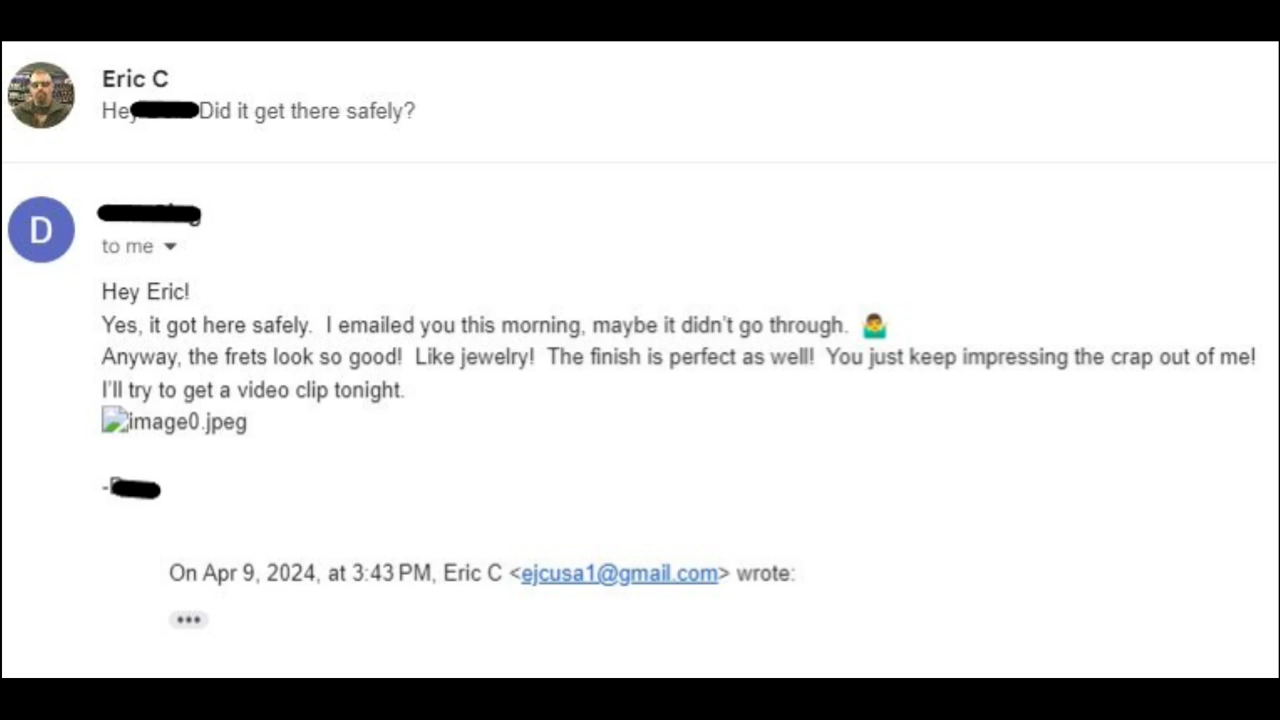 Eric C
Hey Did it get there safely?
D
to me
Hey Eric!
Yes, it got here safely. I emailed you this morning, maybe it didn't go through. 🤷‍♂️
Anyway, the frets look so good! Like jewelry! The finish is perfect as well! You just keep impressing the crap out of me!
I'll try to get a video clip tonight.
image0.jpeg
-
On Apr 9, 2024, at 3:43 PM, Eric C <ejcusa1@gmail.com> wrote:
•••